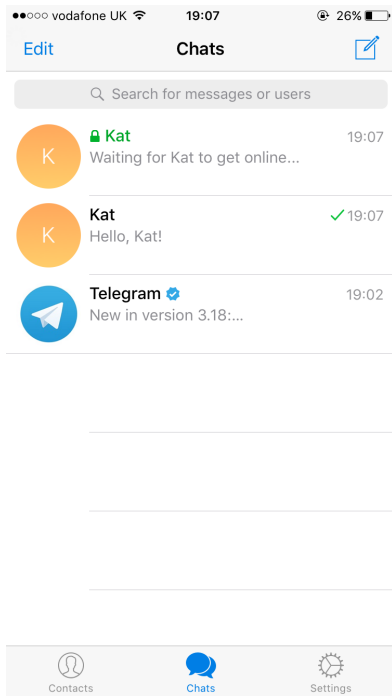 vodafone UK 19:07 26%
Edit Chats
Search for messages or users
K
Kat 19:07
Waiting for Kat to get online...
K
Kat 19:07
Hello, Kat!
Telegram 19:02
New in version 3.18:...
Contacts Chats Settings